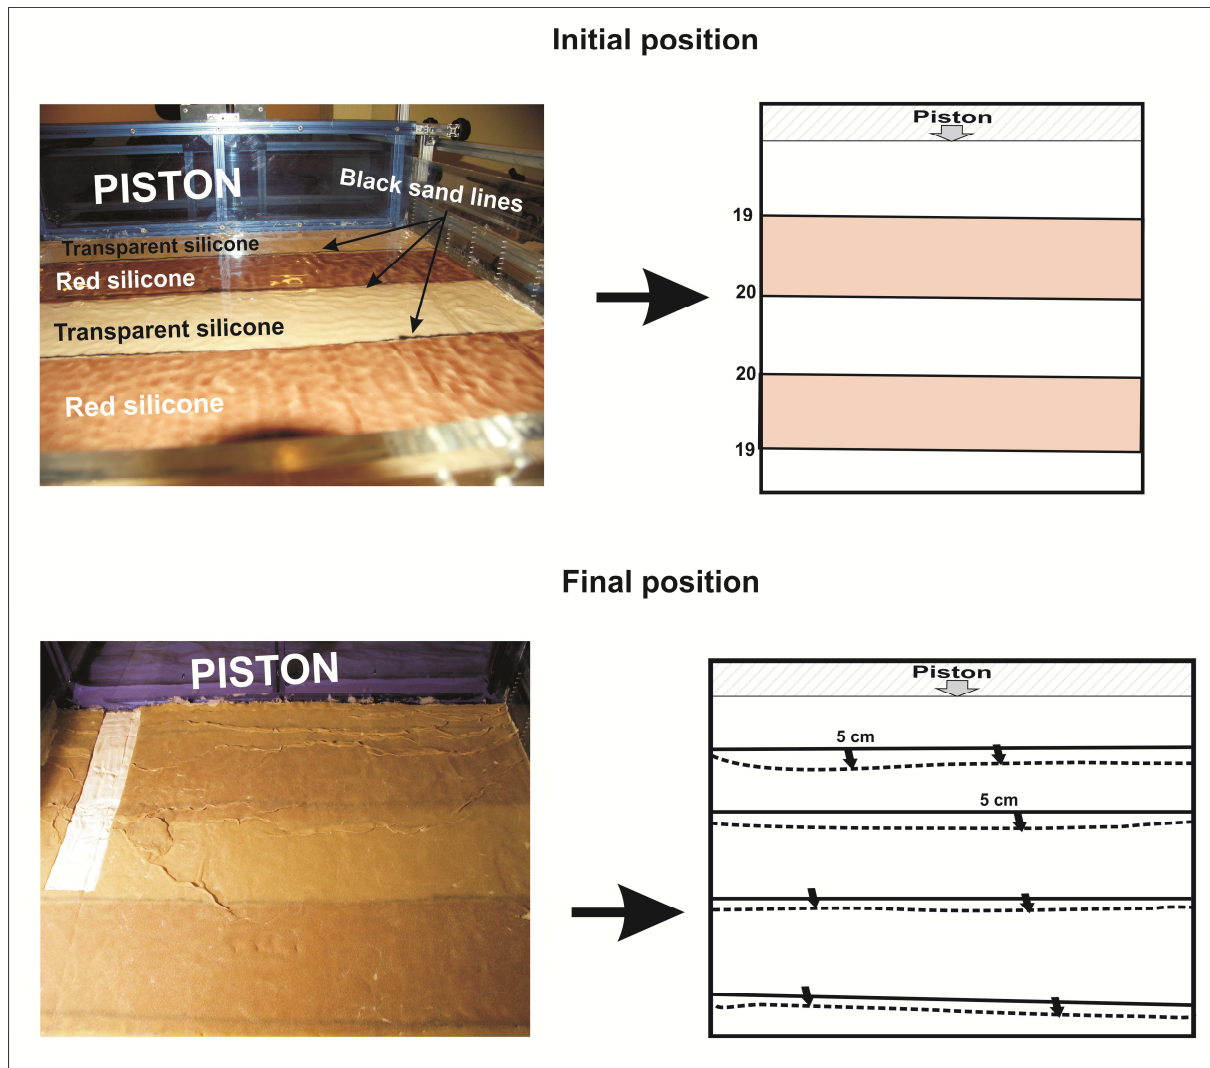 Initial position
PISTON
Black sand lines
Transparent silicone
Red silicone
Transparent silicone
Red silicone
Piston
19
20
20
19
Final position
PISTON
Piston
5 cm
5 cm